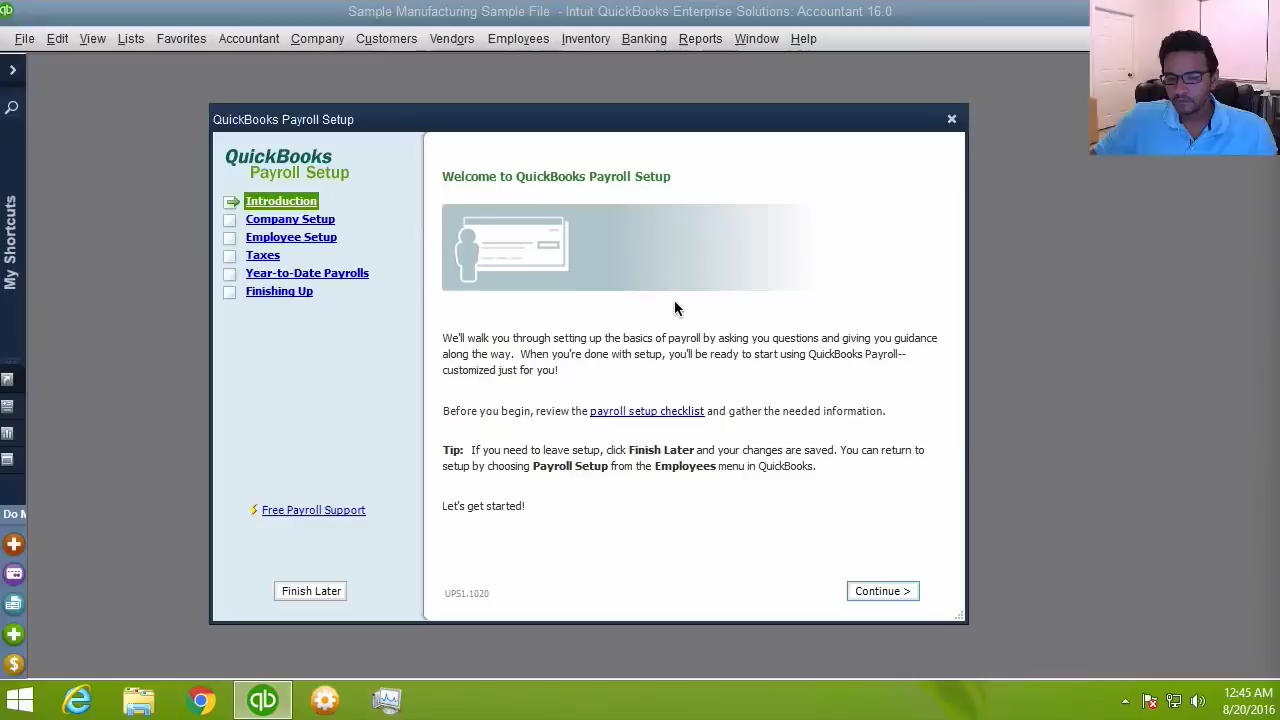 Sample Manufacturing Sample File - Intuit QuickBooks Enterprise Solutions: Accountant 16.0
File Edit View Lists Favorites Accountant Company Customers Vendors Employees Inventory Banking Reports Window Help
My Shortcuts
Do M
QuickBooks Payroll Setup
QuickBooks
Payroll Setup
Introduction
Company Setup
Employee Setup
Taxes
Year-to-Date Payrolls
Finishing Up
Free Payroll Support
Finish Later
Welcome to QuickBooks Payroll Setup
We'll walk you through setting up the basics of payroll by asking you questions and giving you guidance
along the way. When you're done with setup, you'll be ready to start using QuickBooks Payroll--
customized just for you!
Before you begin, review the payroll setup checklist and gather the needed information.
Tip: If you need to leave setup, click Finish Later and your changes are saved. You can return to
setup by choosing Payroll Setup from the Employees menu in QuickBooks.
Let's get started!
UPS1.1020
Continue >
12:45 AM
8/20/2016